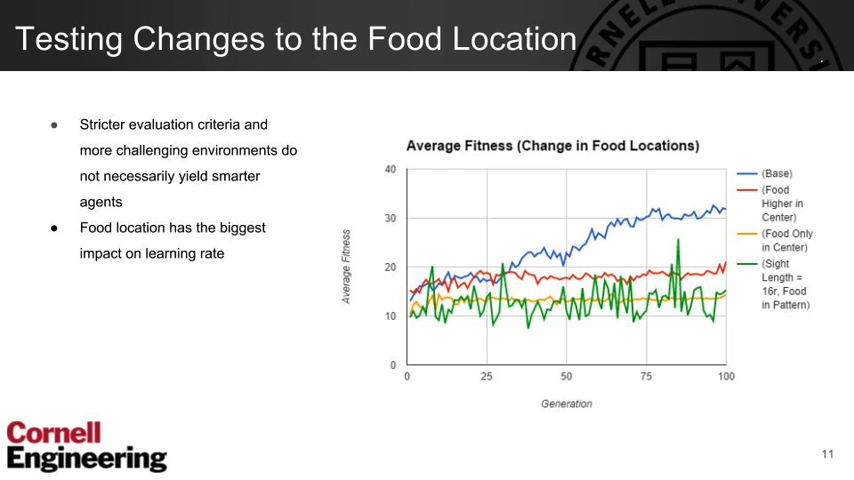 Testing Changes to the Food Location
● Stricter evaluation criteria and
more challenging environments do
not necessarily yield smarter
agents
● Food location has the biggest
impact on learning rate
Average Fitness (Change in Food Locations)
Average Fitness
40
30
20
10
0
0 25 50 75 100
Generation
(Base)
(Food
Higher in
Center)
(Food Only
in Center)
(Sight
Length =
16r, Food
in Pattern)
Cornell
Engineering
11